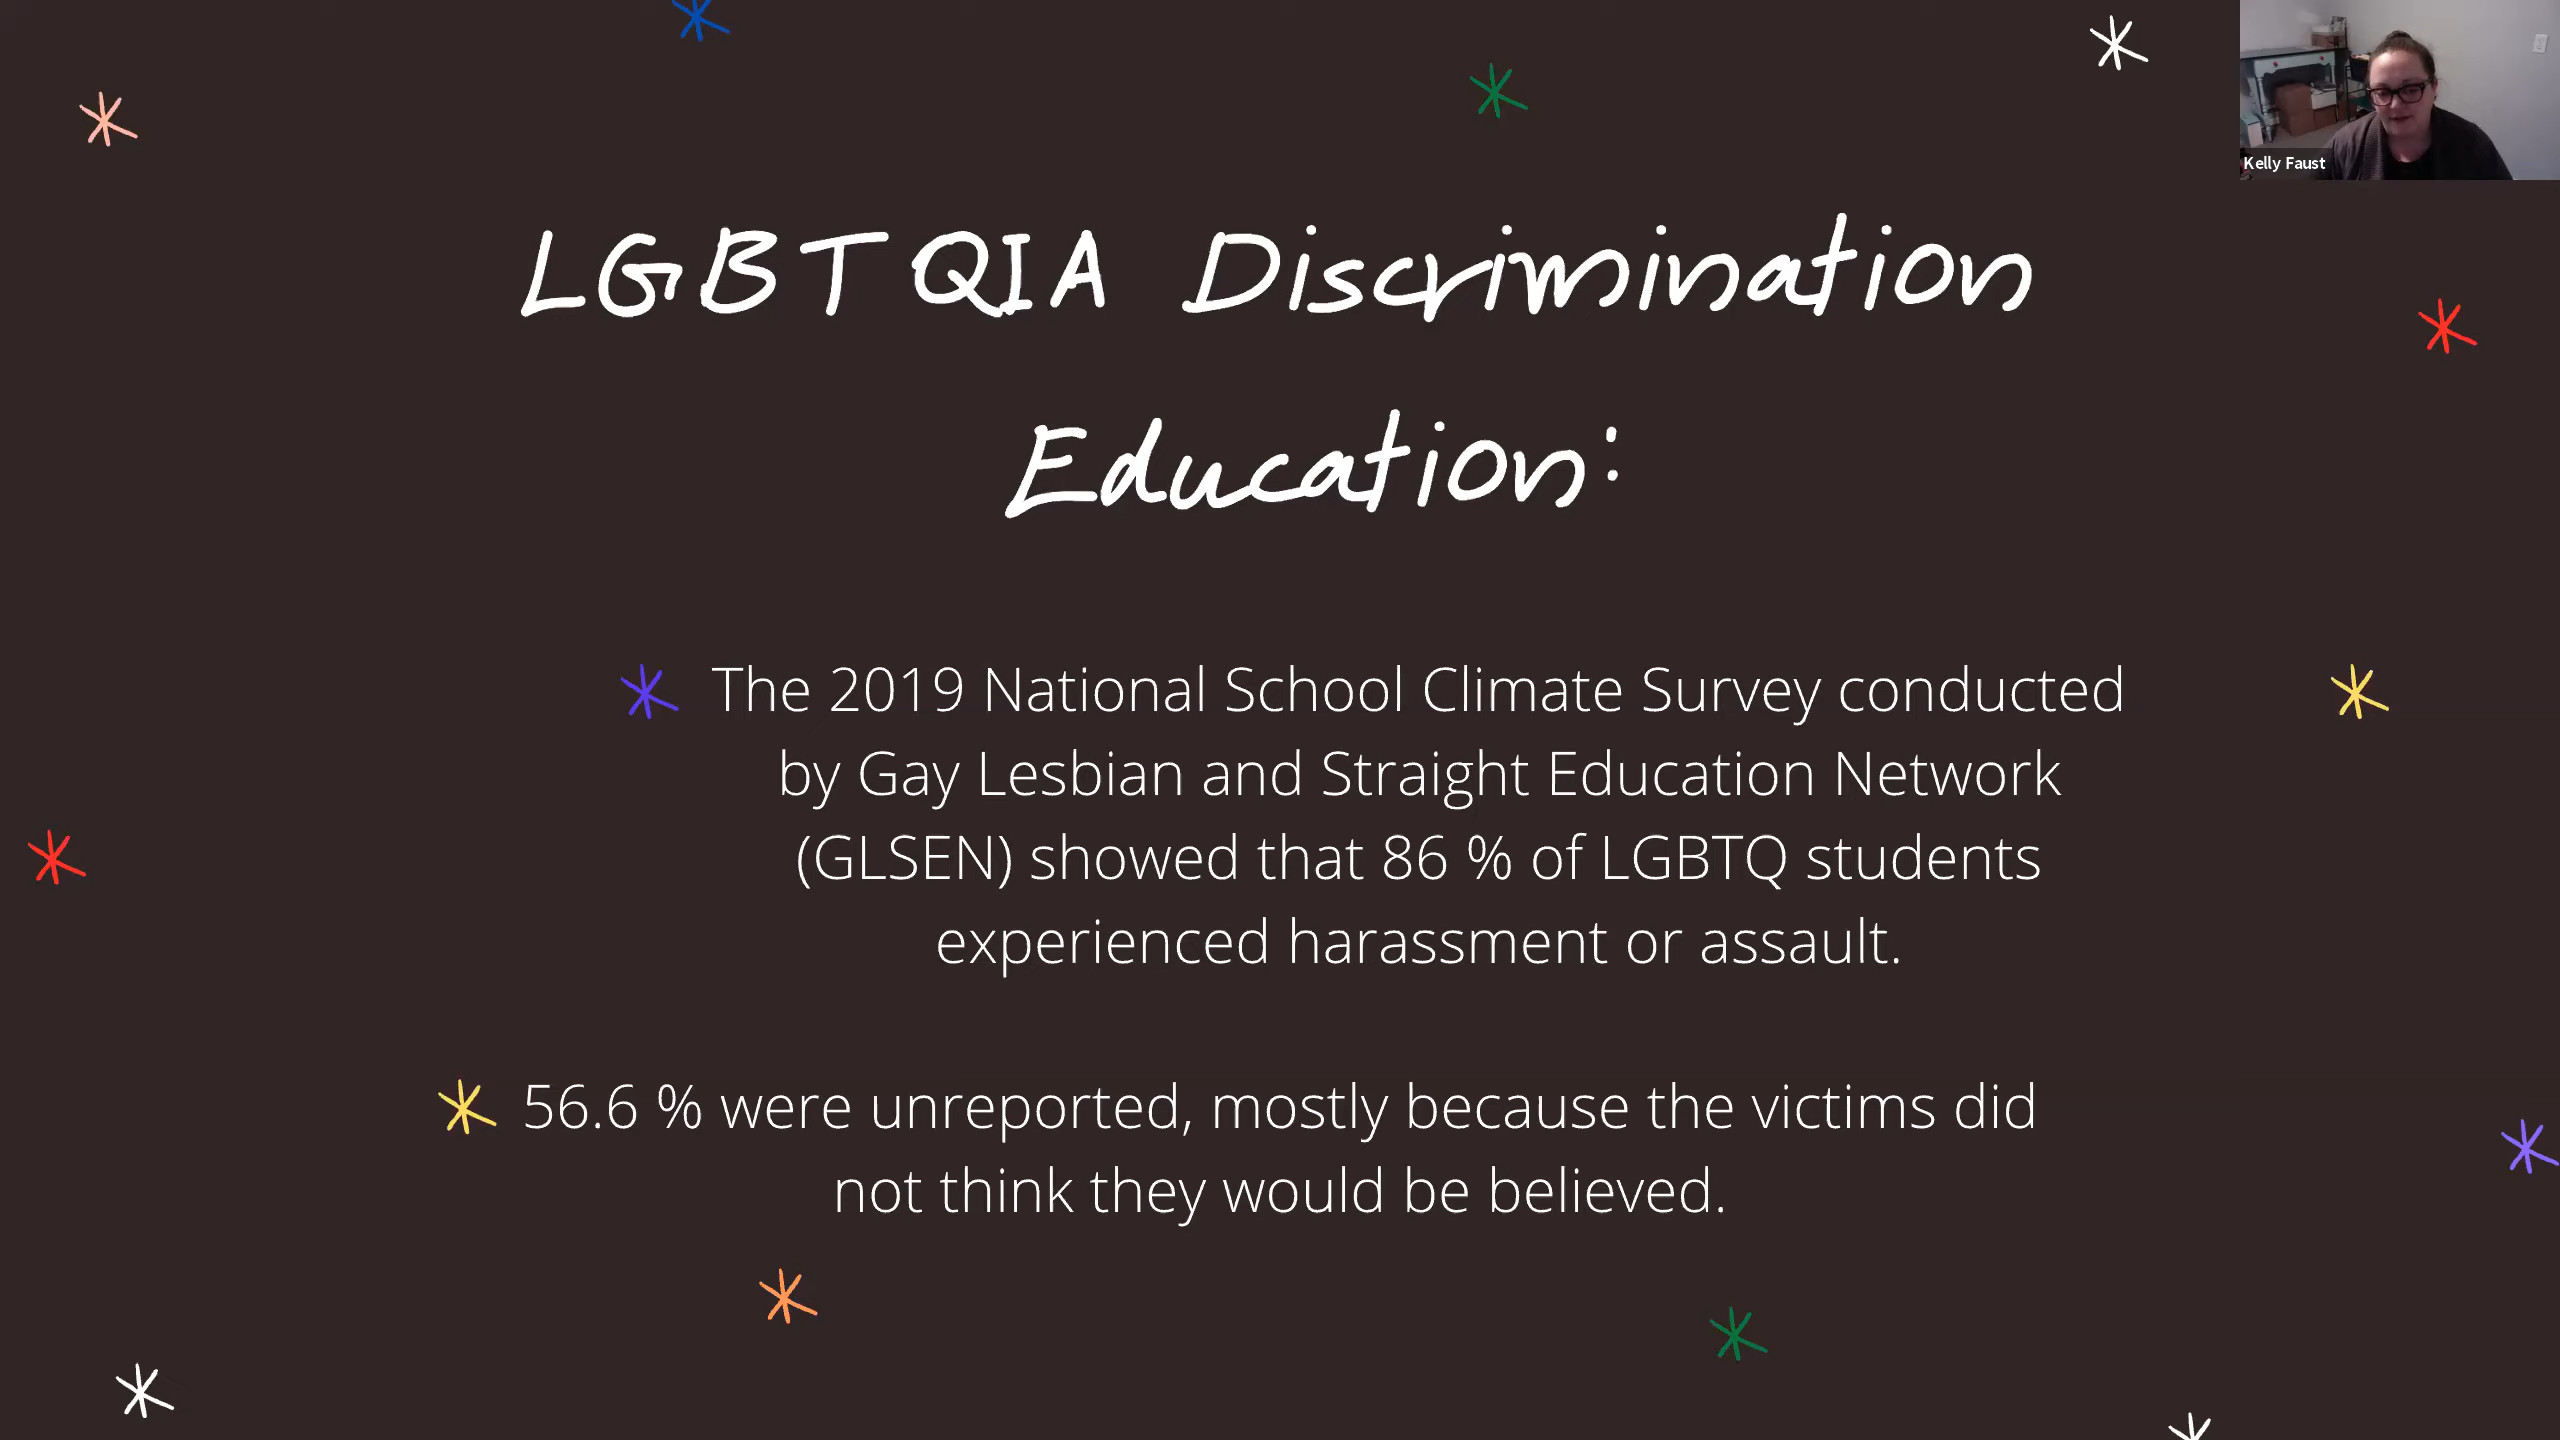 Kelly Faust
LGBTQIA Discrimination
Education:
The 2019 National School Climate Survey conducted
by Gay Lesbian and Straight Education Network
(GLSEN) showed that 86 % of LGBTQ students
experienced harassment or assault.
56.6 % were unreported, mostly because the victims did
not think they would be believed.